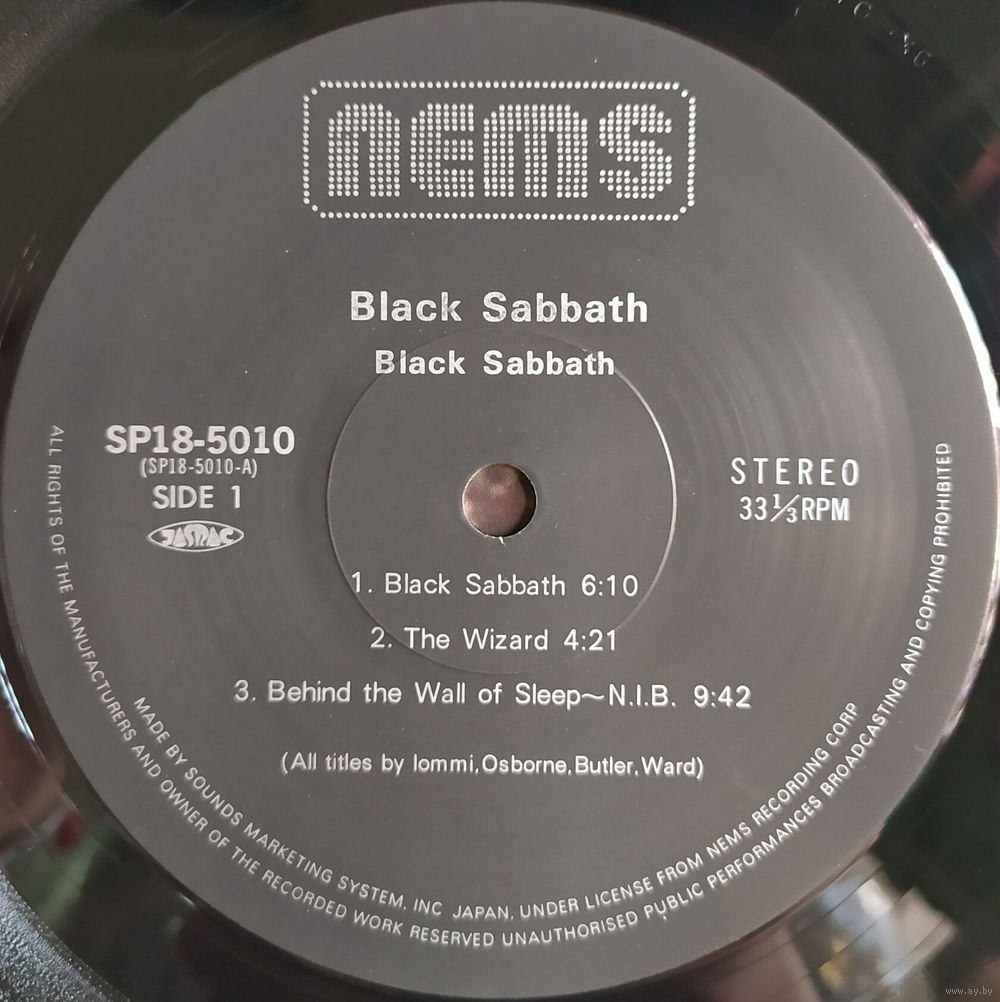 nems
Black Sabbath
Black Sabbath
SP18-5010
(SP18-5010-A)
SIDE 1
JASRAC
STEREO
33⅓RPM
1. Black Sabbath 6:10
2. The Wizard 4:21
3. Behind the Wall of Sleep~N.I.B. 9:42
(All titles by Iommi,Osborne,Butler,Ward)
MADE BY SOUNDS MARKETING SYSTEM, INC JAPAN, UNDER LICENSE FROM NEMS RECORDING CORP
ALL RIGHTS OF THE MANUFACTURERS AND OWNER OF THE RECORDED WORK RESERVED UNAUTHORISED PUBLIC PERFORMANCES BROADCASTING AND COPYING PROHIBITED
www.ay.by